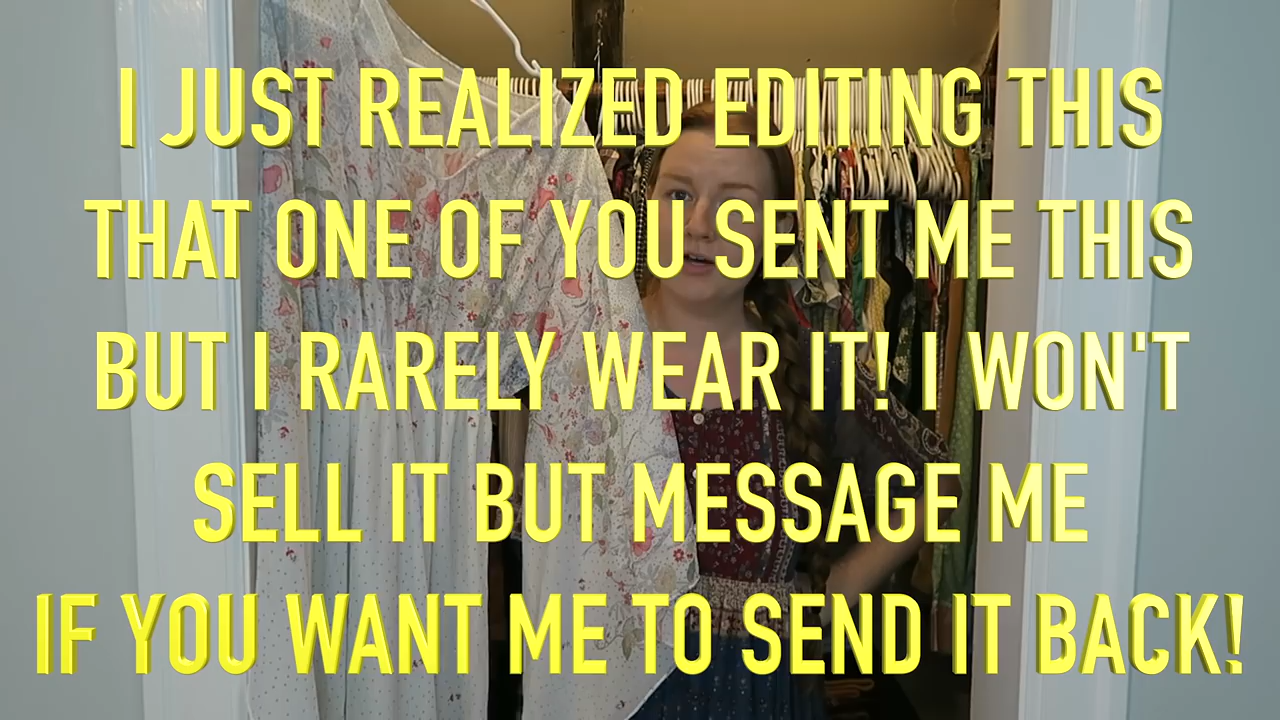 I JUST REALIZED EDITING THIS
THAT ONE OF YOU SENT ME THIS
BUT I RARELY WEAR IT! I WON'T
SELL IT BUT MESSAGE ME
IF YOU WANT ME TO SEND IT BACK!